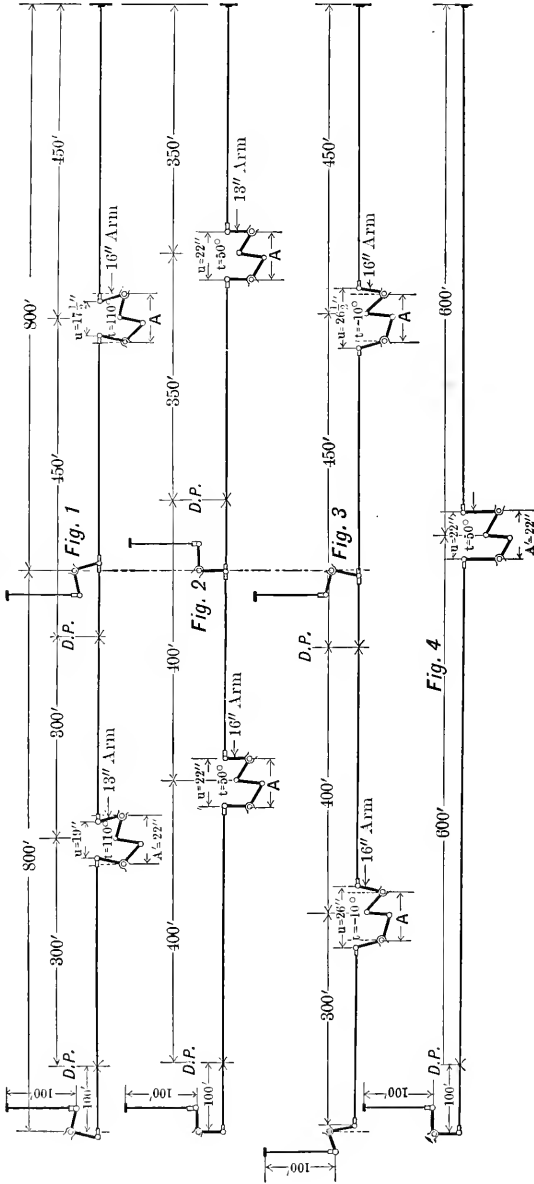 800' 800'
300' 300' 450' 450'
100' D.P. D.P. Fig. 1
u=19" 13" Arm u=17½" 16" Arm
t=110° t=110°
100' A'=22" A
100' D.P. 400' 400' D.P. 350' 350'
Fig. 2
u=22" 16" Arm u=22" 13" Arm
t=50° t=50°
100' A A
300' 400' D.P. 450' 450'
Fig. 3
100' u=26" 16" Arm u=26½" 16" Arm
t=-10° t=-10°
A A
100' D.P. 600' 600'
Fig. 4
u=22"
t=50°
100' A'=22"